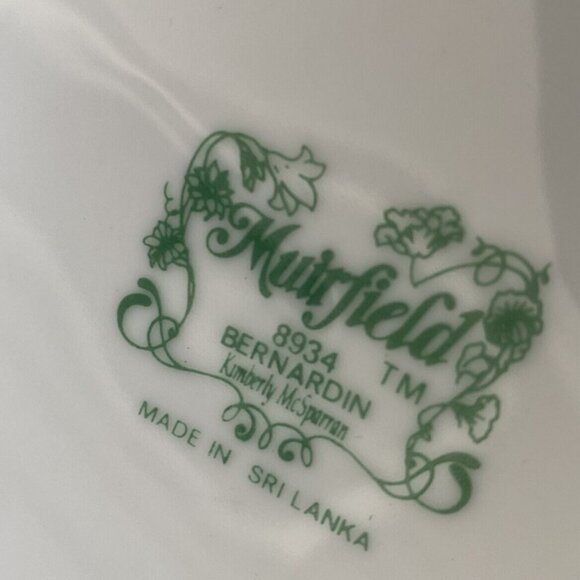 Muirfield TM
8934
BERNARDIN
Kimberly McSparran
MADE IN SRI LANKA